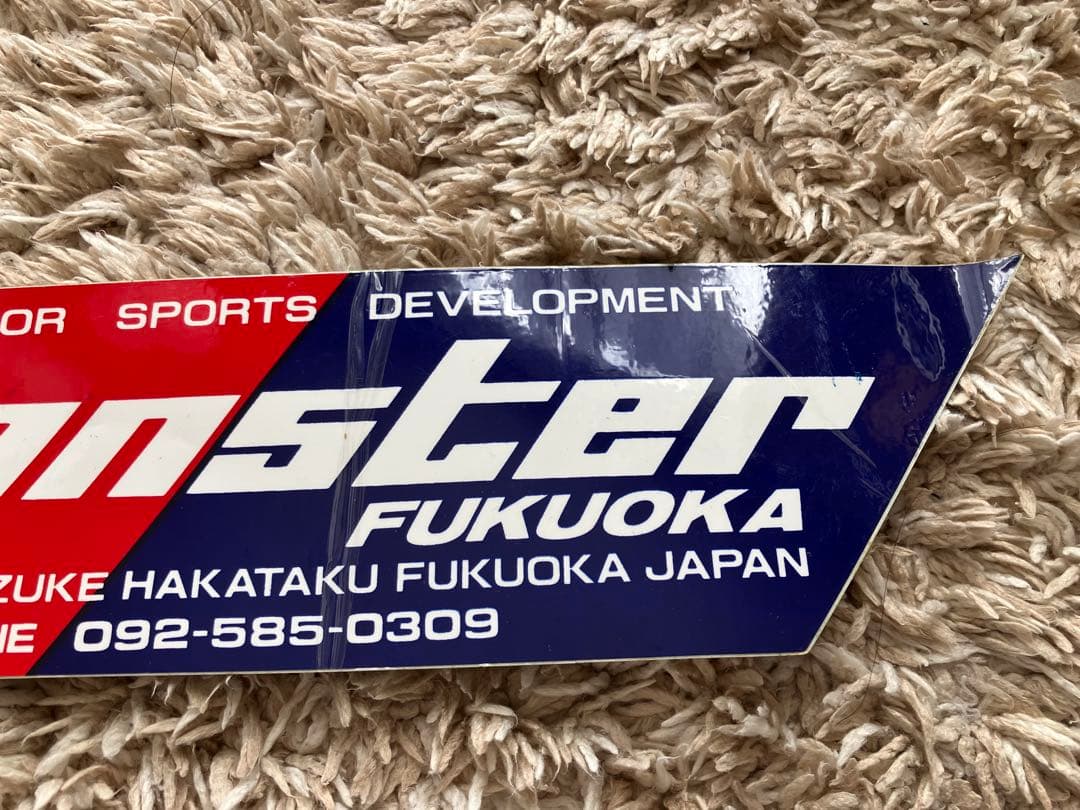 OR SPORTS DEVELOPMENT
nster
FUKUOKA
ZUKE HAKATAKU FUKUOKA JAPAN
NE 092-585-0309